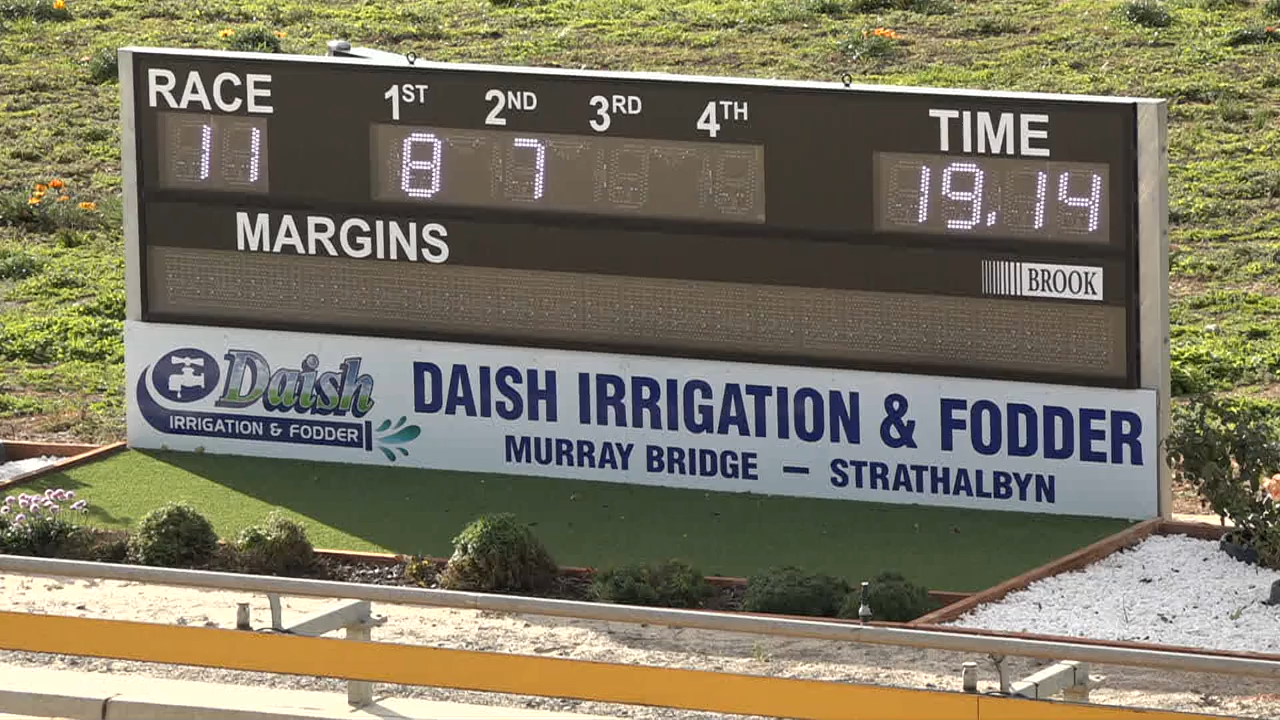 RACE 1ST 2ND 3RD 4TH TIME
11 8 7 19.14
MARGINS
BROOK
Daish
IRRIGATION & FODDER
DAISH IRRIGATION & FODDER
MURRAY BRIDGE – STRATHALBYN